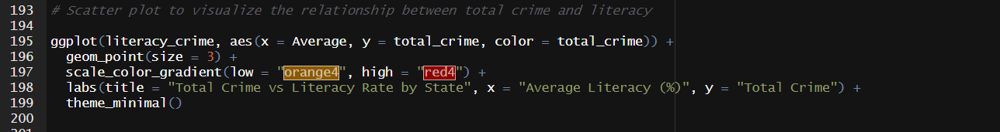 193 # Scatter plot to visualize the relationship between total crime and literacy
194
195 ggplot(literacy_crime, aes(x = Average, y = total_crime, color = total_crime)) +
196   geom_point(size = 3) +
197   scale_color_gradient(low = "orange4", high = "red4") +
198   labs(title = "Total Crime vs Literacy Rate by State", x = "Average Literacy (%)", y = "Total Crime") +
199   theme_minimal()
200